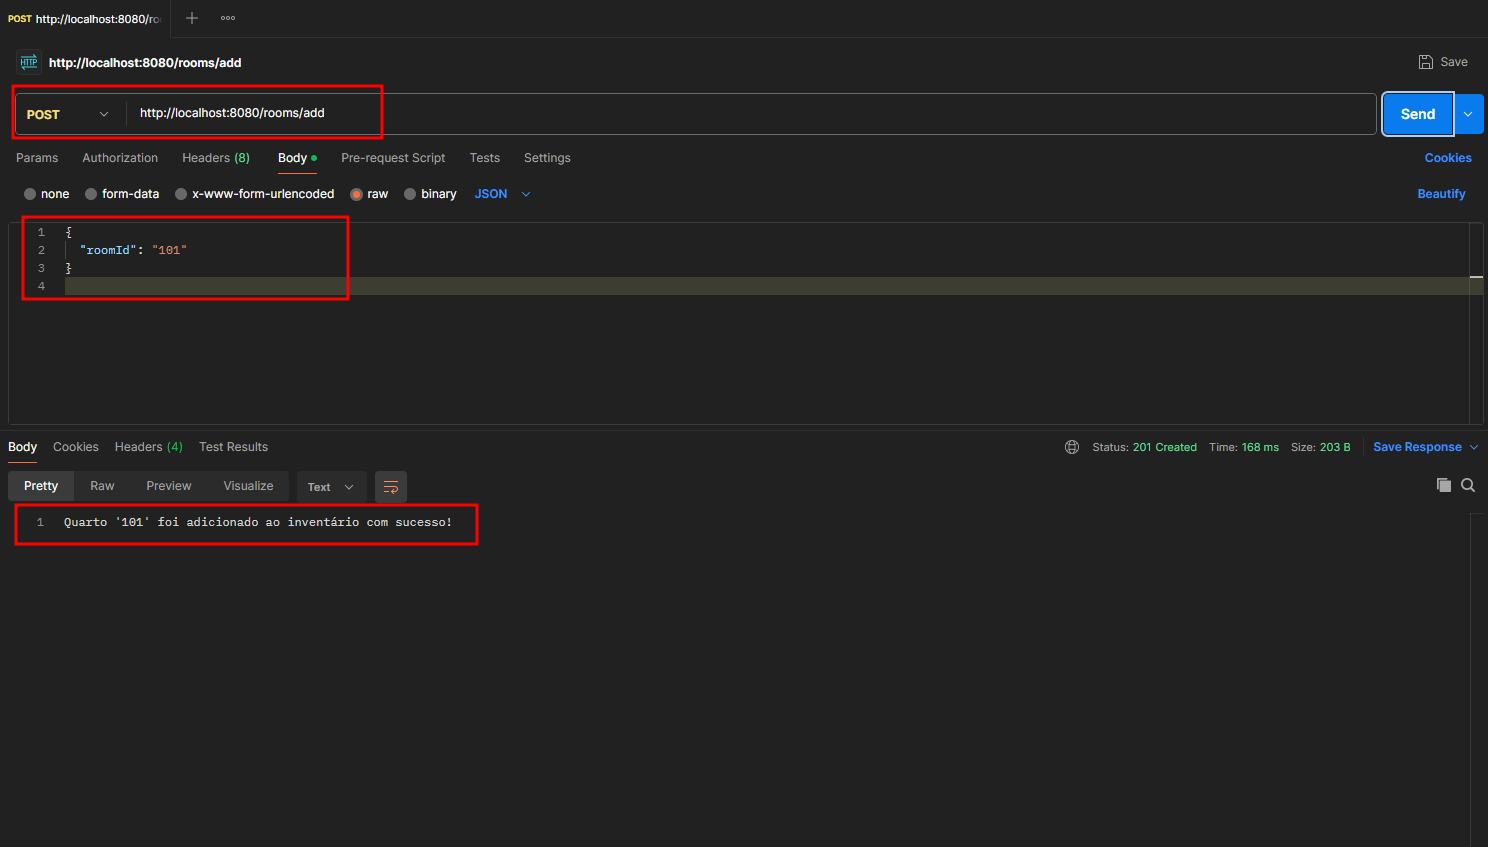 POST http://localhost:8080/ro
HTTP http://localhost:8080/rooms/add
Save
POST
http://localhost:8080/rooms/add
Send
Params Authorization Headers (8) Body Pre-request Script Tests Settings Cookies
none form-data x-www-form-urlencoded raw binary JSON Beautify
1 {
2 "roomId": "101"
3 }
4
Body Cookies Headers (4) Test Results Status: 201 Created Time: 168 ms Size: 203 B Save Response
Pretty Raw Preview Visualize Text
1 Quarto '101' foi adicionado ao inventário com sucesso!